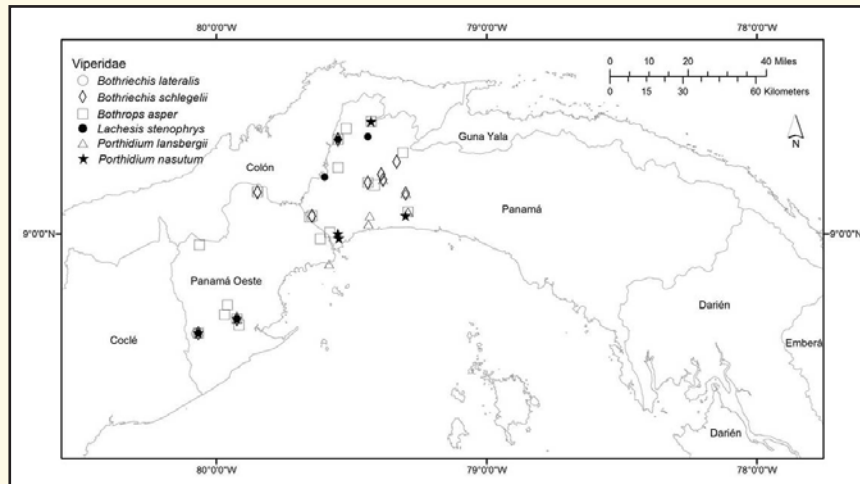 80°0'0"W 79°0'0"W 78°0'0"W
Viperidae
Bothriechis lateralis
Bothriechis schlegelii
Bothrops asper
Lachesis stenophrys
Porthidium lansbergii
Porthidium nasutum
0 10 20 40 Miles
0 15 30 60 Kilometers
N
Guna Yala
Colón
Panamá
9°0'0"N 9°0'0"N
Panamá Oeste
Darién
Coclé
Emberá
Darién
80°0'0"W 79°0'0"W 78°0'0"W